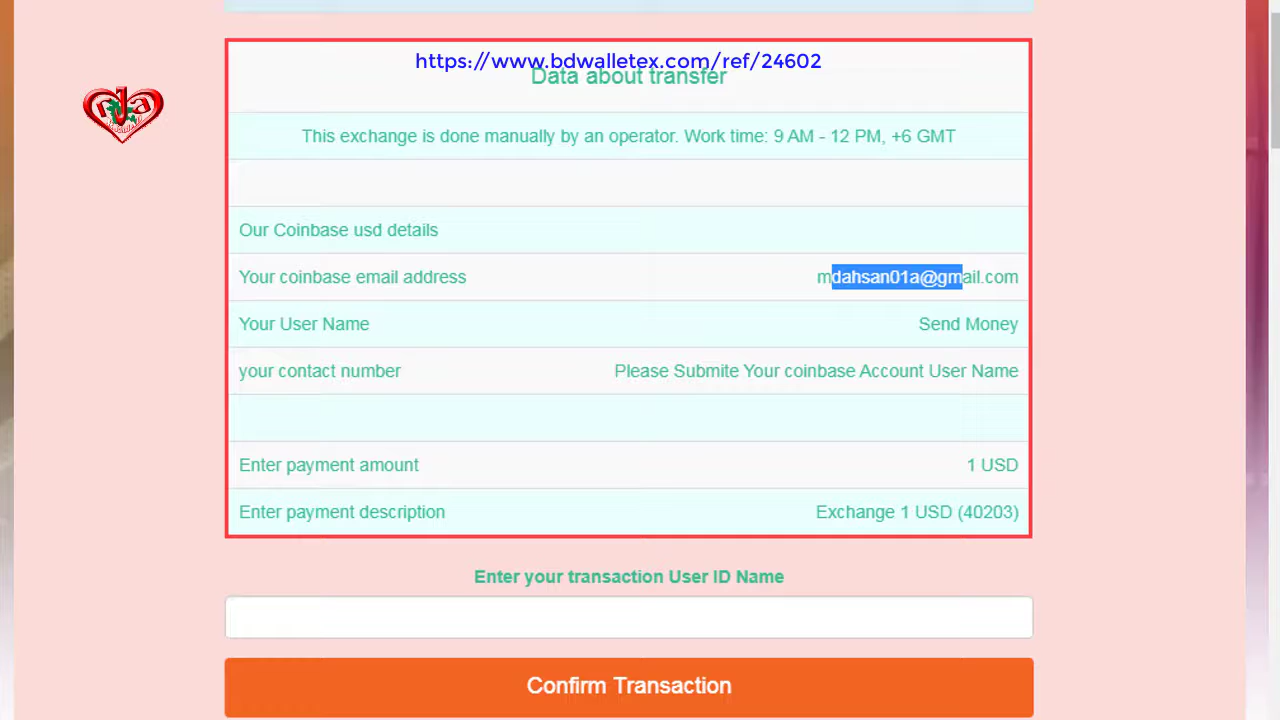 https://www.bdwalletex.com/ref/24602
Data about transfer
This exchange is done manually by an operator. Work time: 9 AM - 12 PM, +6 GMT
Our Coinbase usd details
Your coinbase email address mdahsan01a@gmail.com
Your User Name Send Money
your contact number Please Submite Your coinbase Account User Name
Enter payment amount 1 USD
Enter payment description Exchange 1 USD (40203)
Enter your transaction User ID Name
Confirm Transaction